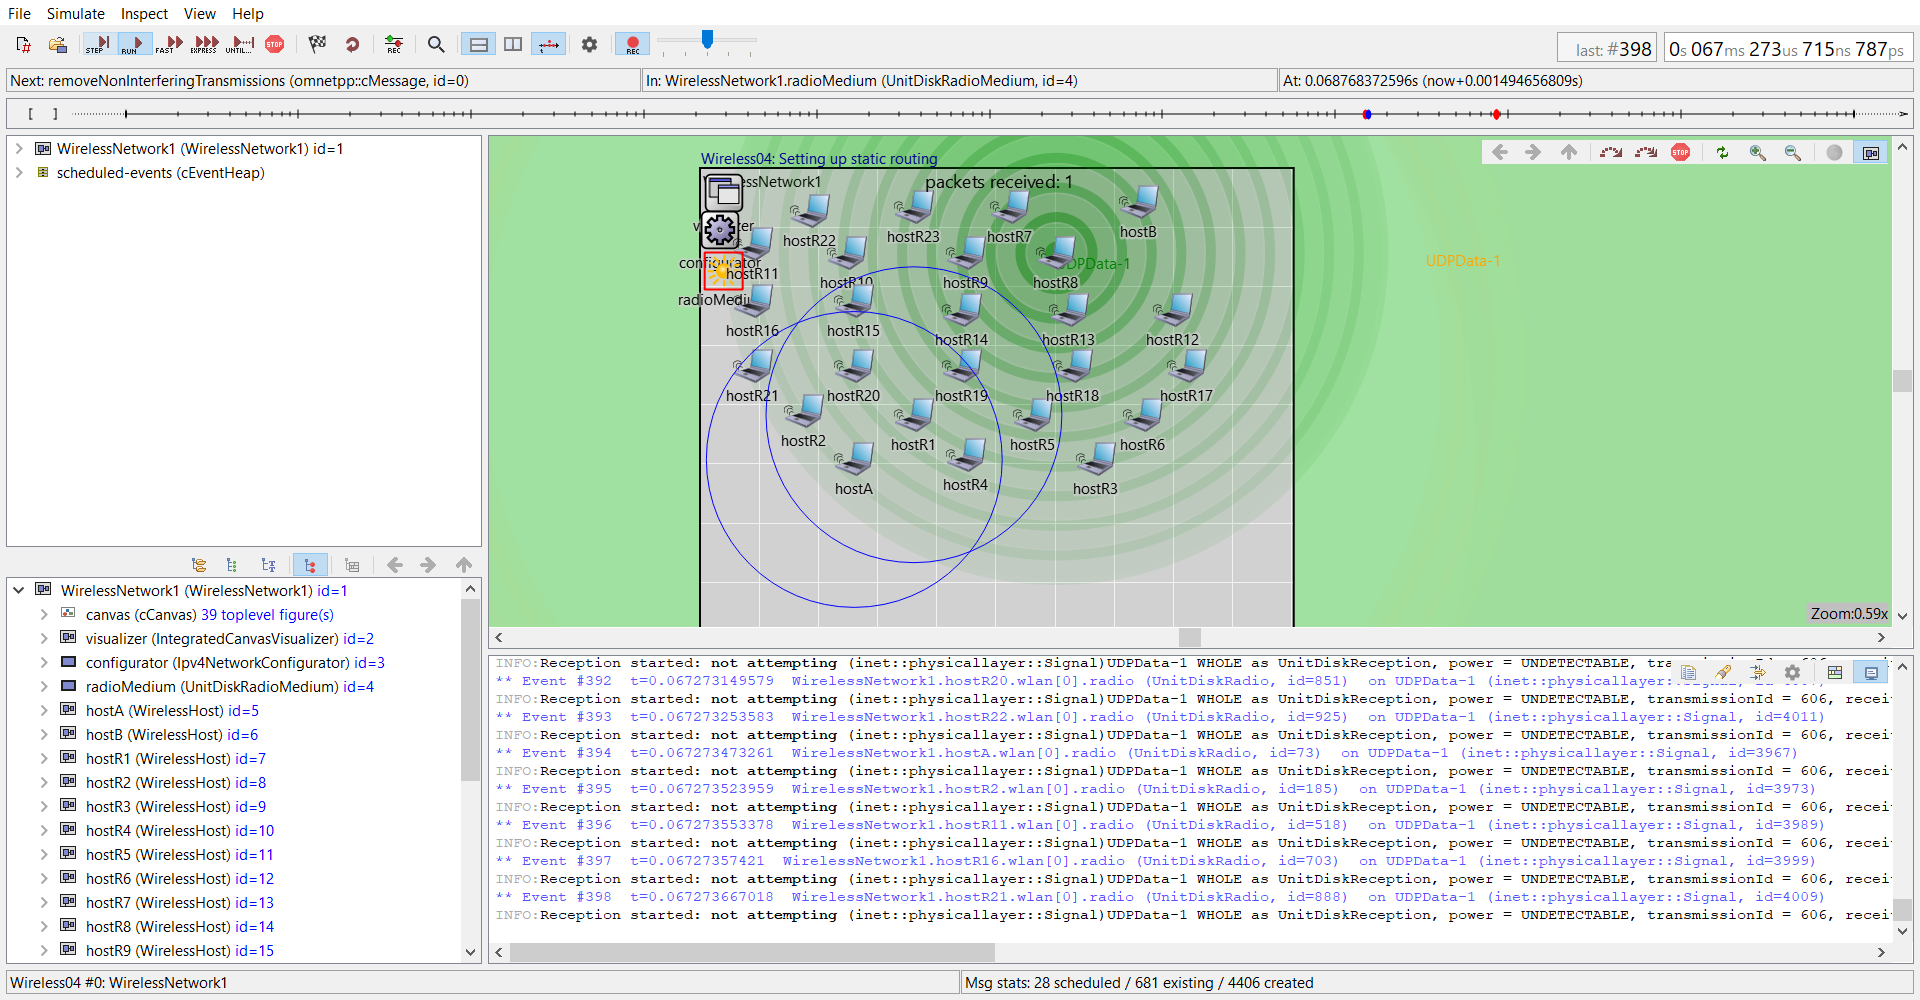 File Simulate Inspect View Help
STEP RUN FAST EXPRESS UNTIL... STOP REC REC last: #398 0s 067ms 273us 715ns 787ps
Next: removeNonInterferingTransmissions (omnetpp::cMessage, id=0) In: WirelessNetwork1.radioMedium (UnitDiskRadioMedium, id=4) At: 0.068768372596s (now+0.001494656809s)
[ ]
WirelessNetwork1 (WirelessNetwork1) id=1
scheduled-events (cEventHeap)
WirelessNetwork1 (WirelessNetwork1) id=1
canvas (cCanvas) 39 toplevel figure(s)
visualizer (IntegratedCanvasVisualizer) id=2
configurator (Ipv4NetworkConfigurator) id=3
radioMedium (UnitDiskRadioMedium) id=4
hostA (WirelessHost) id=5
hostB (WirelessHost) id=6
hostR1 (WirelessHost) id=7
hostR2 (WirelessHost) id=8
hostR3 (WirelessHost) id=9
hostR4 (WirelessHost) id=10
hostR5 (WirelessHost) id=11
hostR6 (WirelessHost) id=12
hostR7 (WirelessHost) id=13
hostR8 (WirelessHost) id=14
hostR9 (WirelessHost) id=15
Wireless04: Setting up static routing
STOP
packets received: 1
hostR22 hostR23 hostR7 hostB
configurator hostR11 hostR10 hostR9 hostR8 UDPData-1 UDPData-1
hostR16 hostR15 hostR14 hostR13 hostR12
hostR21 hostR20 hostR19 hostR18 hostR17
hostR2 hostR1 hostR5 hostR6
hostA hostR4 hostR3
Zoom:0.59x
INFO:Reception started: not attempting (inet::physicallayer::Signal)UDPData-1 WHOLE as UnitDiskReception, power = UNDETECTABLE, transmissionId = 606, recei
** Event #392 t=0.067273149579 WirelessNetwork1.hostR20.wlan[0].radio (UnitDiskRadio, id=851) on UDPData-1 (inet::physicallayer::Signal,
INFO:Reception started: not attempting (inet::physicallayer::Signal)UDPData-1 WHOLE as UnitDiskReception, power = UNDETECTABLE, transmissionId = 606, recei
** Event #393 t=0.067273253583 WirelessNetwork1.hostR22.wlan[0].radio (UnitDiskRadio, id=925) on UDPData-1 (inet::physicallayer::Signal, id=4011)
INFO:Reception started: not attempting (inet::physicallayer::Signal)UDPData-1 WHOLE as UnitDiskReception, power = UNDETECTABLE, transmissionId = 606, recei
** Event #394 t=0.067273473261 WirelessNetwork1.hostA.wlan[0].radio (UnitDiskRadio, id=73) on UDPData-1 (inet::physicallayer::Signal, id=3967)
INFO:Reception started: not attempting (inet::physicallayer::Signal)UDPData-1 WHOLE as UnitDiskReception, power = UNDETECTABLE, transmissionId = 606, recei
** Event #395 t=0.067273523959 WirelessNetwork1.hostR2.wlan[0].radio (UnitDiskRadio, id=185) on UDPData-1 (inet::physicallayer::Signal, id=3973)
INFO:Reception started: not attempting (inet::physicallayer::Signal)UDPData-1 WHOLE as UnitDiskReception, power = UNDETECTABLE, transmissionId = 606, recei
** Event #396 t=0.067273553378 WirelessNetwork1.hostR11.wlan[0].radio (UnitDiskRadio, id=518) on UDPData-1 (inet::physicallayer::Signal, id=3989)
INFO:Reception started: not attempting (inet::physicallayer::Signal)UDPData-1 WHOLE as UnitDiskReception, power = UNDETECTABLE, transmissionId = 606, recei
** Event #397 t=0.06727357421 WirelessNetwork1.hostR16.wlan[0].radio (UnitDiskRadio, id=703) on UDPData-1 (inet::physicallayer::Signal, id=3999)
INFO:Reception started: not attempting (inet::physicallayer::Signal)UDPData-1 WHOLE as UnitDiskReception, power = UNDETECTABLE, transmissionId = 606, recei
** Event #398 t=0.067273667018 WirelessNetwork1.hostR21.wlan[0].radio (UnitDiskRadio, id=888) on UDPData-1 (inet::physicallayer::Signal, id=4009)
INFO:Reception started: not attempting (inet::physicallayer::Signal)UDPData-1 WHOLE as UnitDiskReception, power = UNDETECTABLE, transmissionId = 606, recei
Wireless04 #0: WirelessNetwork1 Msg stats: 28 scheduled / 681 existing / 4406 created